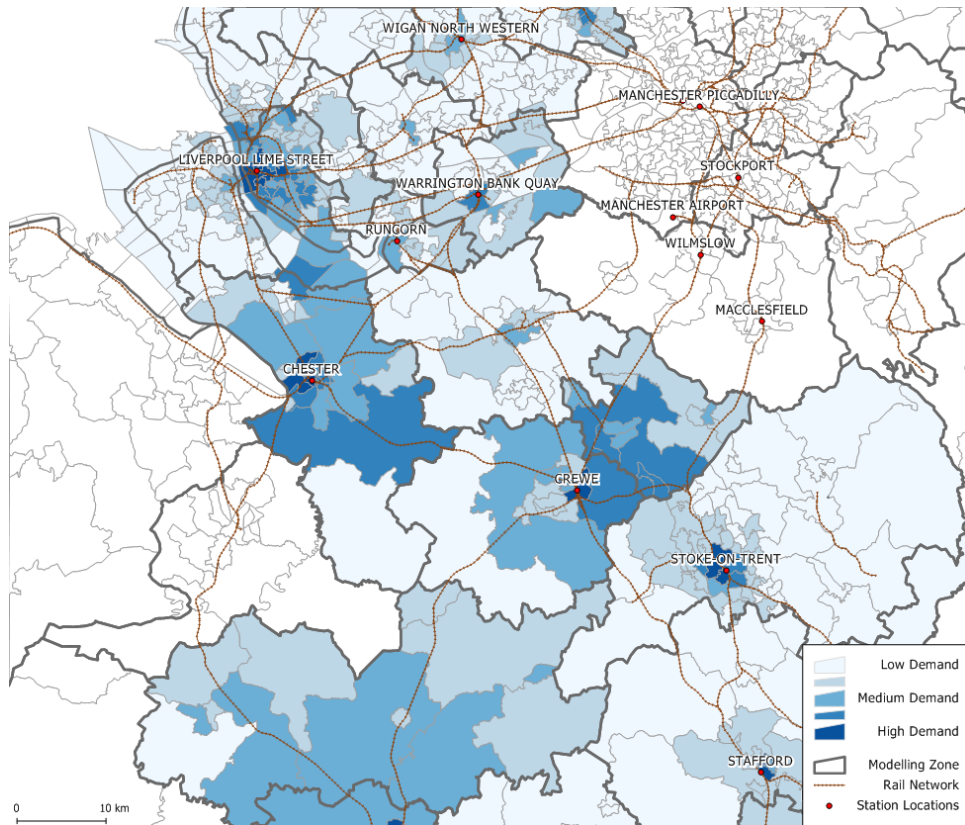 WIGAN NORTH WESTERN
MANCHESTER PICCADILLY
LIVERPOOL LIME STREET
STOCKPORT
WARRINGTON BANK QUAY
MANCHESTER AIRPORT
RUNCORN
WILMSLOW
MACCLESFIELD
CHESTER
CREWE
STOKE-ON-TRENT
STAFFORD
Low Demand
Medium Demand
High Demand
Modelling Zone
Rail Network
Station Locations
0 10 km